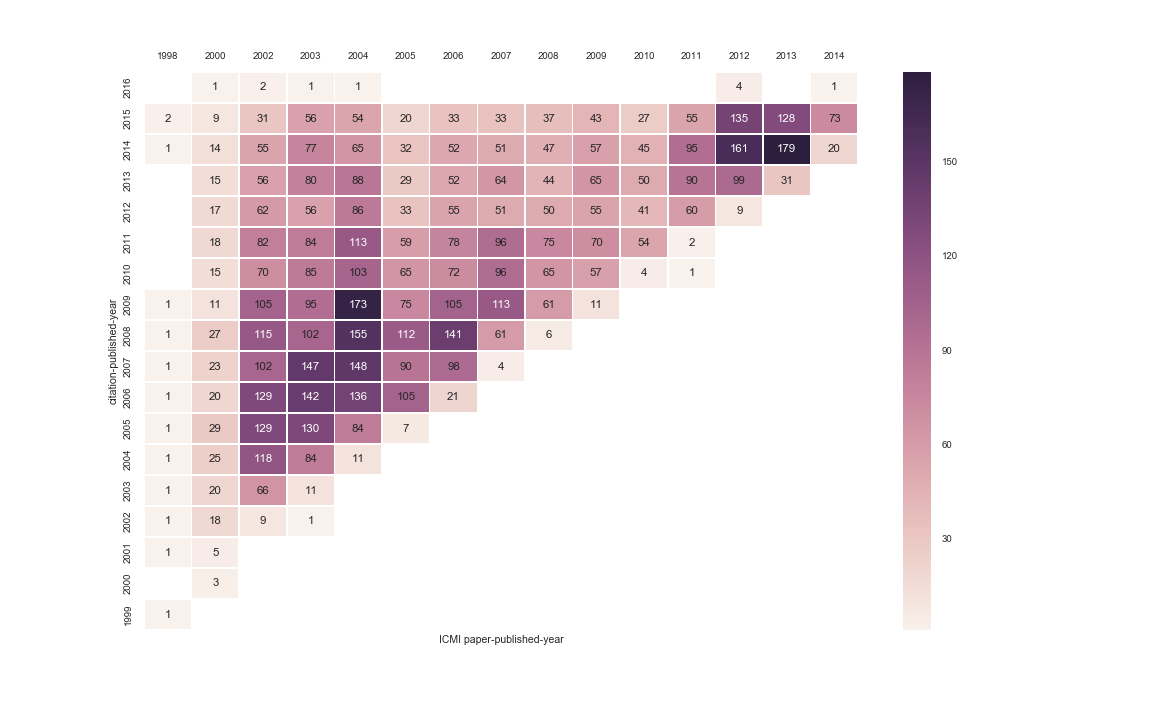 1998 2000 2002 2003 2004 2005 2006 2007 2008 2009 2010 2011 2012 2013 2014
2016 1 2 1 1 4 1
2015 2 9 31 56 54 20 33 33 37 43 27 55 135 128 73
2014 1 14 55 77 65 32 52 51 47 57 45 95 161 179 20
150
2013 15 56 80 88 29 52 64 44 65 50 90 99 31
2012 17 62 56 86 33 55 51 50 55 41 60 9
2011 18 82 84 113 59 78 96 75 70 54 2
120
2010 15 70 85 103 65 72 96 65 57 4 1
2009 1 11 105 95 173 75 105 113 61 11
citation-published-year
2008 1 27 115 102 155 112 141 61 6
90
2007 1 23 102 147 148 90 98 4
2006 1 20 129 142 136 105 21
2005 1 29 129 130 84 7
60
2004 1 25 118 84 11
2003 1 20 66 11
2002 1 18 9 1
30
2001 1 5
2000 3
1999 1
ICMI paper-published-year